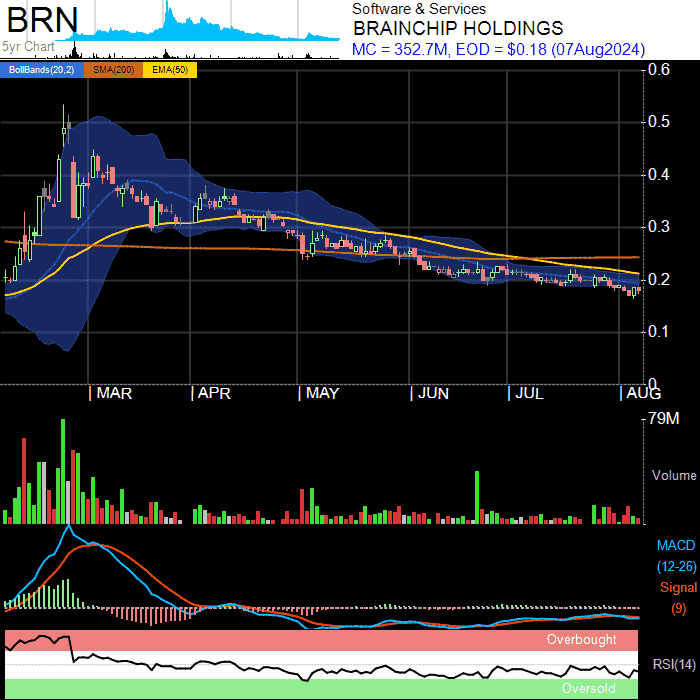 BRN
5yr Chart
Software & Services
BRAINCHIP HOLDINGS
MC = 352.7M, EOD = $0.18 (07Aug2024)
BollBands(20,2) SMA(200) EMA(50)
0.6
0.5
0.4
0.3
0.2
0.1
0
MAR APR MAY JUN JUL AUG
79M
Volume
MACD
(12-26)
Signal
(9)
Overbought
RSI(14)
Oversold